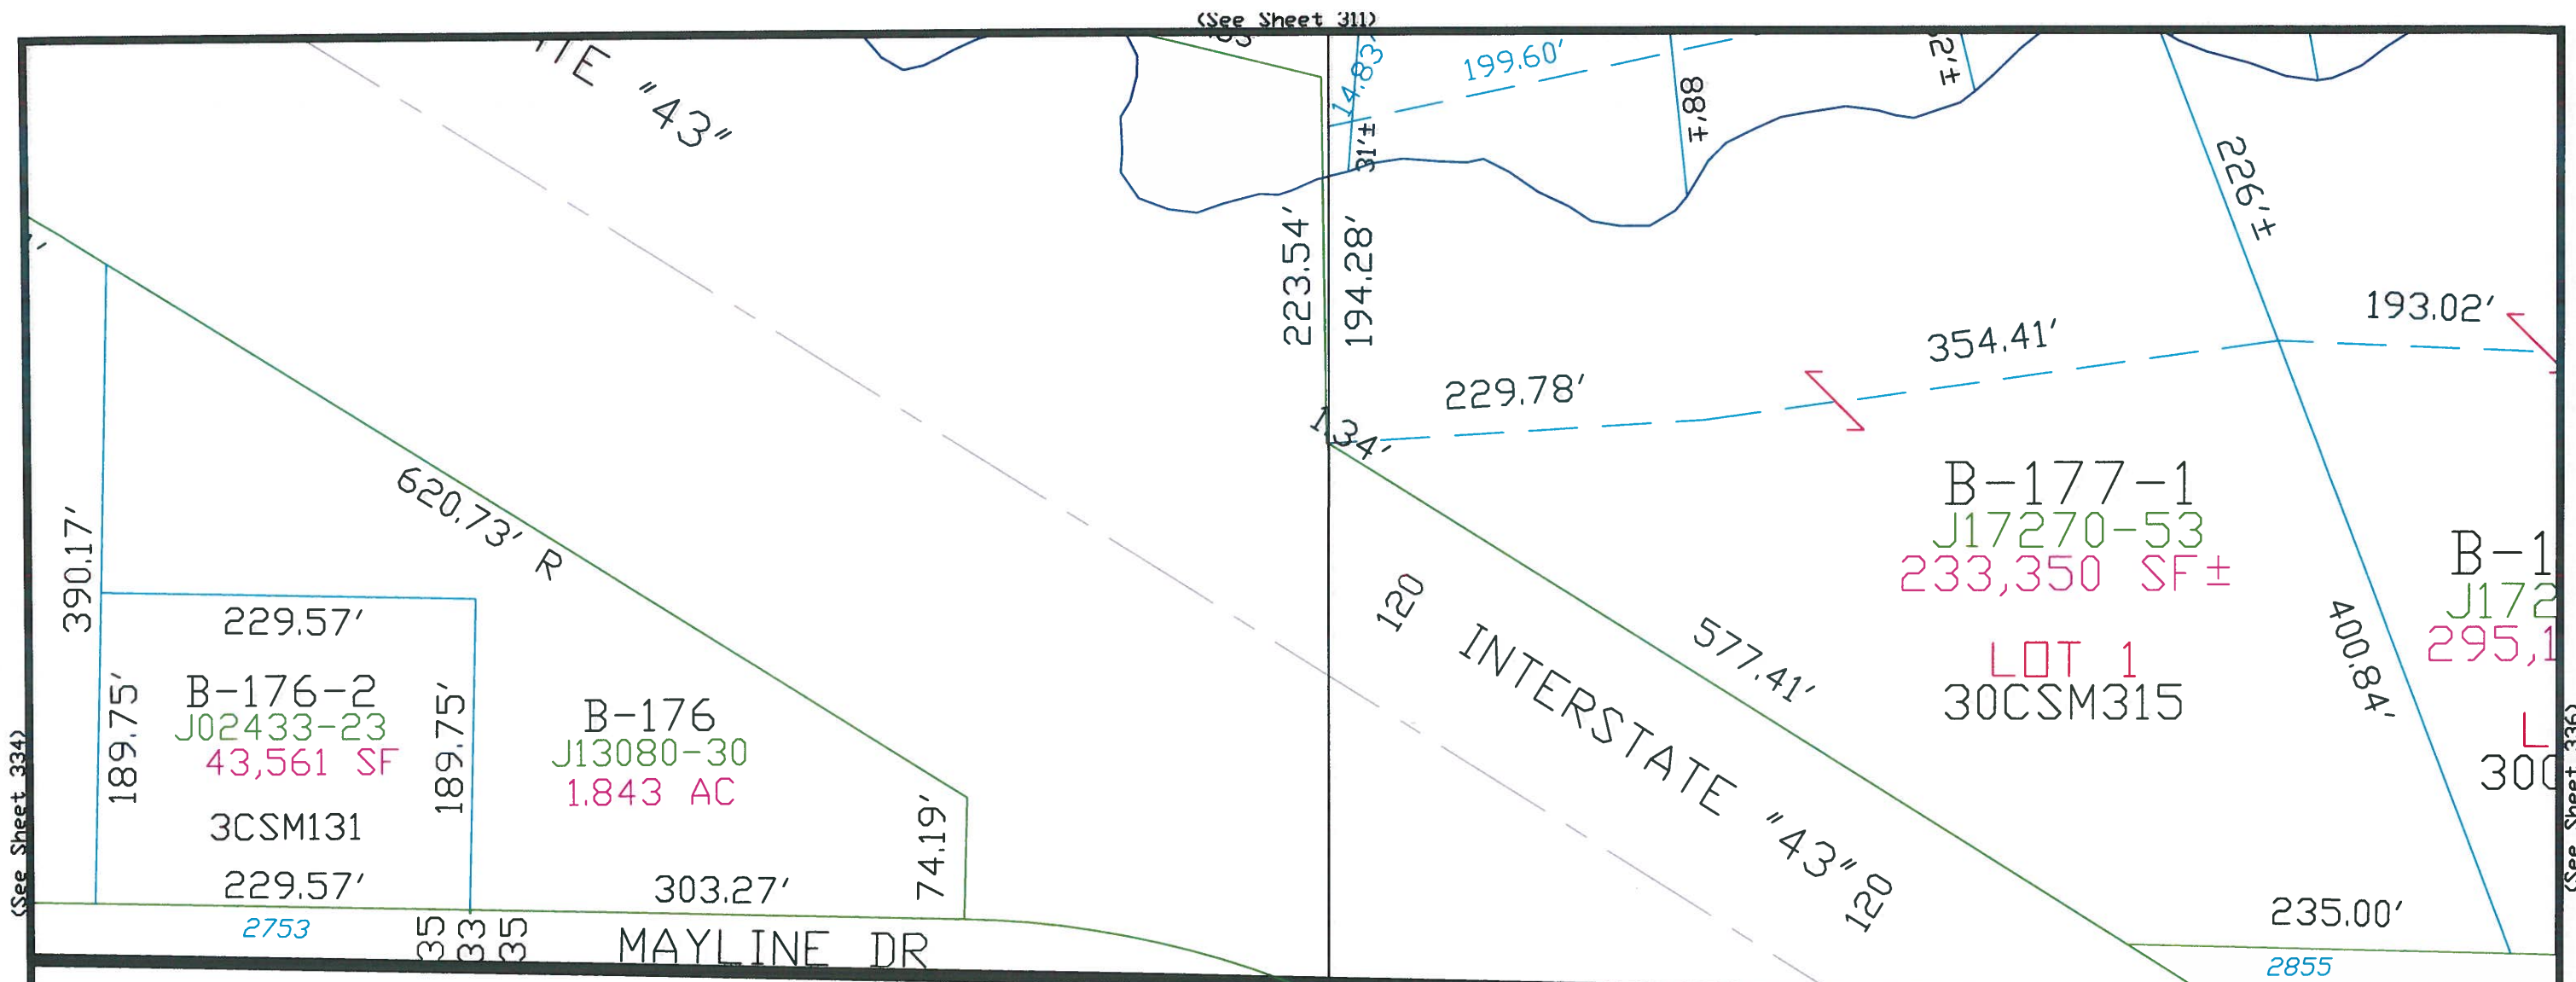 (See Sheet 311)
"43"
14.83'
199.60'
31'±
88'±
2'±
226'±
223.54'
194.28'
193.02'
354.41'
229.78'
1.34'
620.73' R
390.17'
229.57'
B-176-2
J02433-23
43,561 SF
3CSM131
189.75'
189.75'
229.57'
2753
35
33
35
B-176
J13080-30
1.843 AC
74.19'
303.27'
MAYLINE DR
120
INTERSTATE "43"
120
577.41'
B-177-1
J17270-53
233,350 SF±
LOT 1
30CSM315
400.84'
235.00'
2855
B-1
J172
295,1
L
30C
(See Sheet 334)
(See Sheet 336)